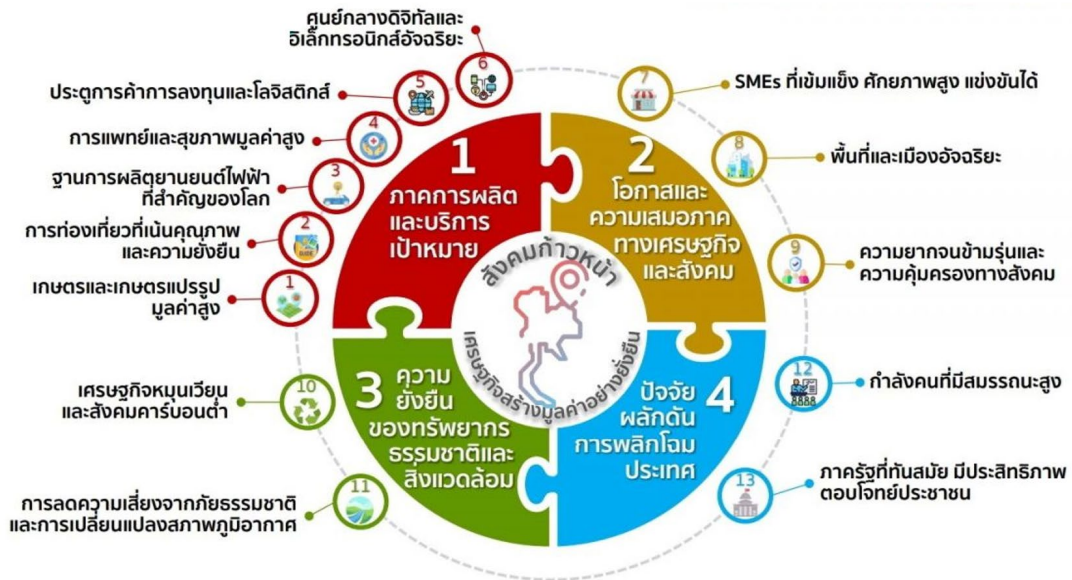 ศูนย์กลางดิจิทัลและ
อิเล็กทรอนิกส์อัจฉริยะ
6
ประตูการค้าการลงทุนและโลจิสติกส์
5
การแพทย์และสุขภาพมูลค่าสูง
4
ฐานการผลิตยานยนต์ไฟฟ้า
ที่สำคัญของโลก
3
การท่องเที่ยวที่เน้นคุณภาพ
และความยั่งยืน
2
เกษตรและเกษตรแปรรูป
มูลค่าสูง
1
1
ภาคการผลิต
และบริการ
เป้าหมาย
2
โอกาสและ
ความเสมอภาค
ทางเศรษฐกิจ
และสังคม
7
SMEs ที่เข้มแข็ง ศักยภาพสูง แข่งขันได้
8
พื้นที่และเมืองอัจฉริยะ
9
ความยากจนข้ามรุ่นและ
ความคุ้มครองทางสังคม
สังคมก้าวหน้า
เศรษฐกิจสร้างมูลค่าอย่างยั่งยืน
3
ความ
ยั่งยืน
ของทรัพยากร
ธรรมชาติและ
สิ่งแวดล้อม
10
เศรษฐกิจหมุนเวียน
และสังคมคาร์บอนต่ำ
11
การลดความเสี่ยงจากภัยธรรมชาติ
และการเปลี่ยนแปลงสภาพภูมิอากาศ
4
ปัจจัย
ผลักดัน
การพลิกโฉม
ประเทศ
12
กำลังคนที่มีสมรรถนะสูง
13
ภาครัฐที่ทันสมัย มีประสิทธิภาพ
ตอบโจทย์ประชาชน